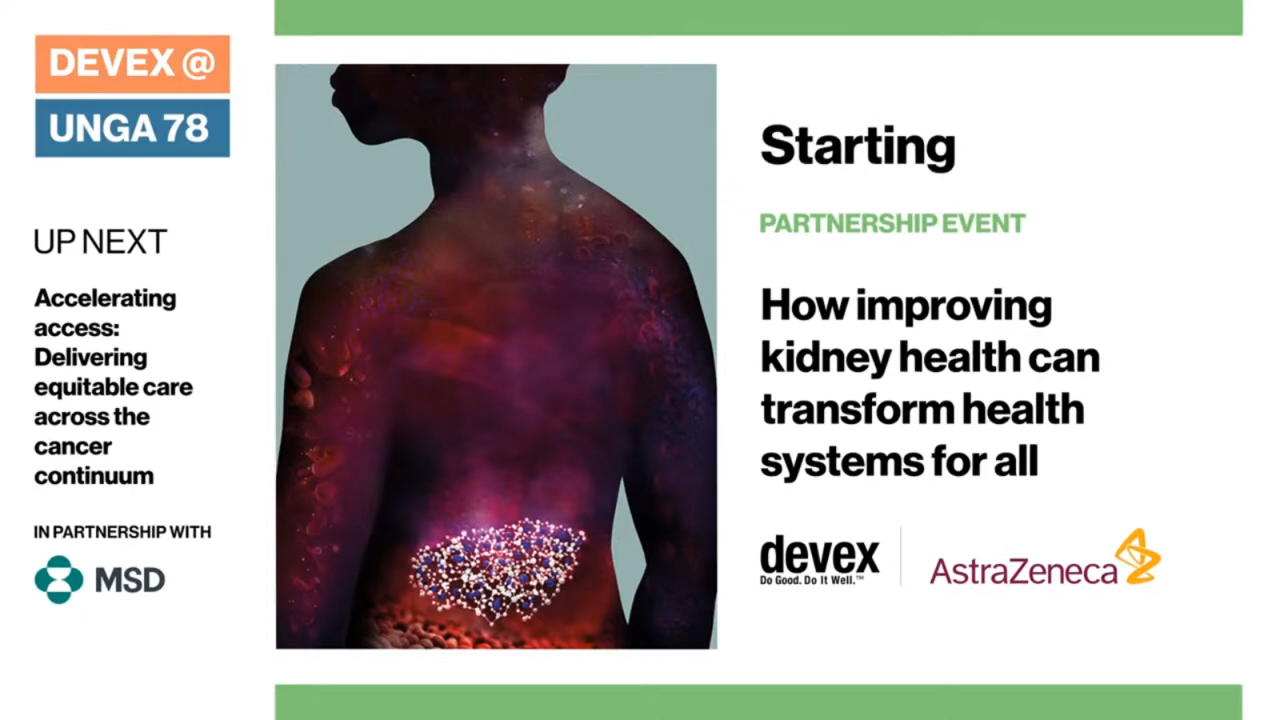 DEVEX @
UNGA 78
UP NEXT
Accelerating
access:
Delivering
equitable care
across the
cancer
continuum
IN PARTNERSHIP WITH
MSD
Starting
PARTNERSHIP EVENT
How improving
kidney health can
transform health
systems for all
devex
Do Good. Do It Well.™
AstraZeneca